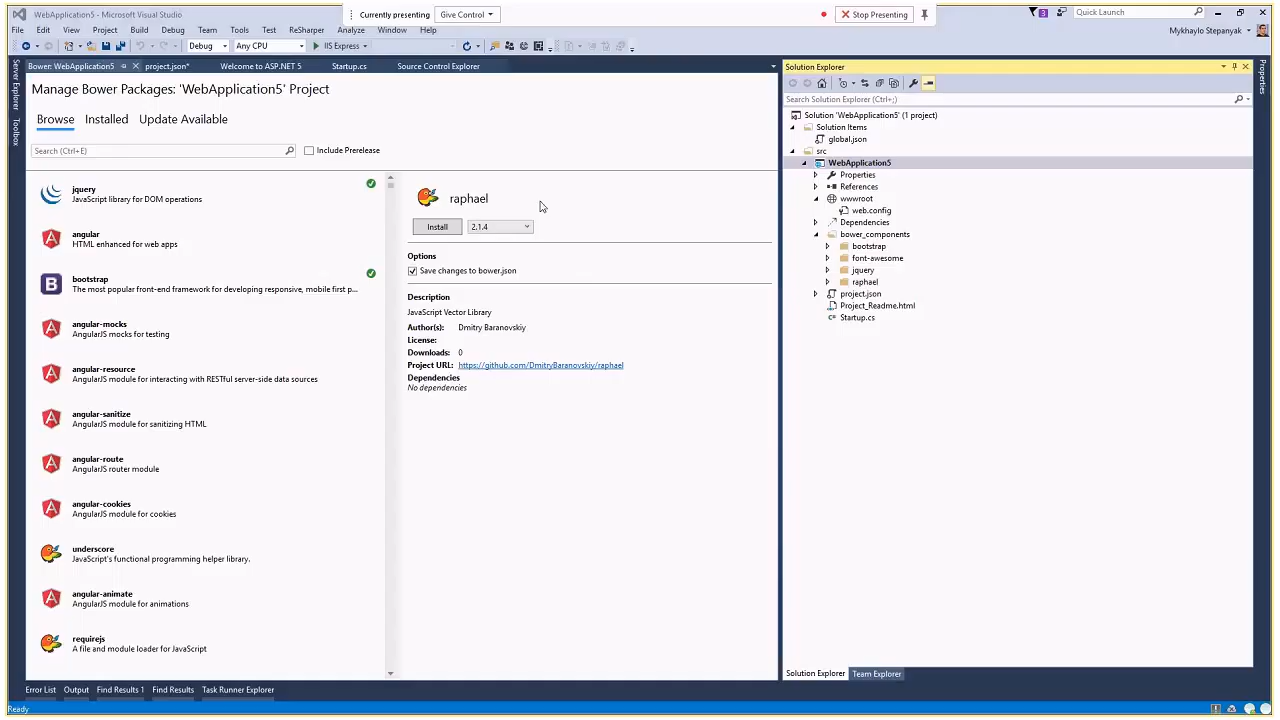 WebApplication5 - Microsoft Visual Studio
Currently presenting
Give Control
Stop Presenting
3
Quick Launch
File Edit View Project Build Debug Team Tools Test ReSharper Analyze Window Help
Mykhaylo Stepanyak
Debug Any CPU IIS Express
Bower: WebApplication5 project.json* Welcome to ASP.NET 5 Startup.cs Source Control Explorer
Server Explorer
Toolbox
Manage Bower Packages: 'WebApplication5' Project
Browse Installed Update Available
Search (Ctrl+E)
Include Prerelease
jquery
JavaScript library for DOM operations
angular
HTML enhanced for web apps
bootstrap
The most popular front-end framework for developing responsive, mobile first p...
angular-mocks
AngularJS mocks for testing
angular-resource
AngularJS module for interacting with RESTful server-side data sources
angular-sanitize
AngularJS module for sanitizing HTML
angular-route
AngularJS router module
angular-cookies
AngularJS module for cookies
underscore
JavaScript's functional programming helper library.
angular-animate
AngularJS module for animations
requirejs
A file and module loader for JavaScript
raphael
Install 2.1.4
Options
Save changes to bower.json
Description
JavaScript Vector Library
Author(s): Dmitry Baranovskiy
License:
Downloads: 0
Project URL: https://github.com/DmitryBaranovskiy/raphael
Dependencies
No dependencies
Solution Explorer
Search Solution Explorer (Ctrl+;)
Solution 'WebApplication5' (1 project)
Solution Items
global.json
src
WebApplication5
Properties
References
wwwroot
web.config
Dependencies
bower_components
bootstrap
font-awesome
jquery
raphael
project.json
Project_Readme.html
Startup.cs
Solution Explorer Team Explorer
Properties
Error List Output Find Results 1 Find Results Task Runner Explorer
Ready